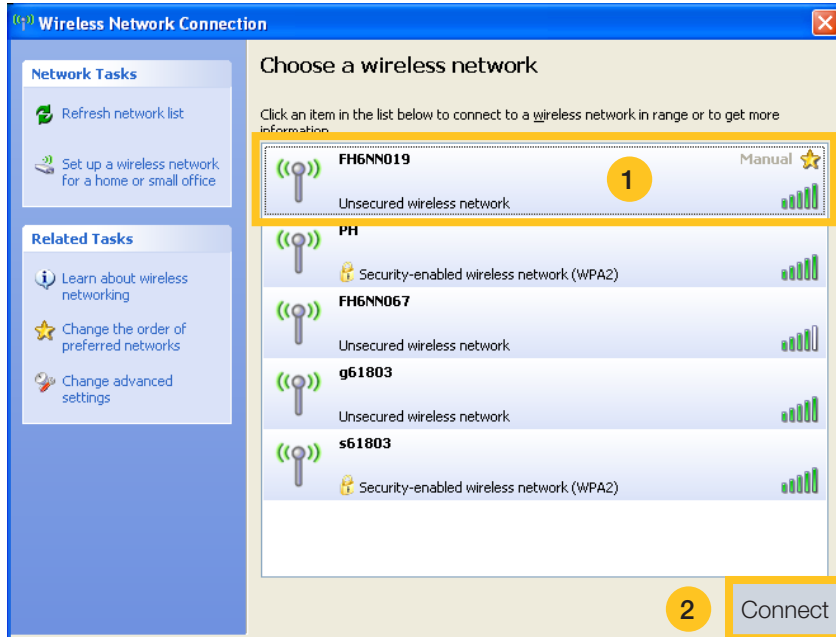 Wireless Network Connection
Network Tasks
Refresh network list
Set up a wireless network
for a home or small office
Related Tasks
Learn about wireless
networking
Change the order of
preferred networks
Change advanced
settings
Choose a wireless network
Click an item in the list below to connect to a wireless network in range or to get more
information.
FH6NN019
Manual
1
Unsecured wireless network
PH
Security-enabled wireless network (WPA2)
FH6NN067
Unsecured wireless network
g61803
Unsecured wireless network
s61803
Security-enabled wireless network (WPA2)
2
Connect